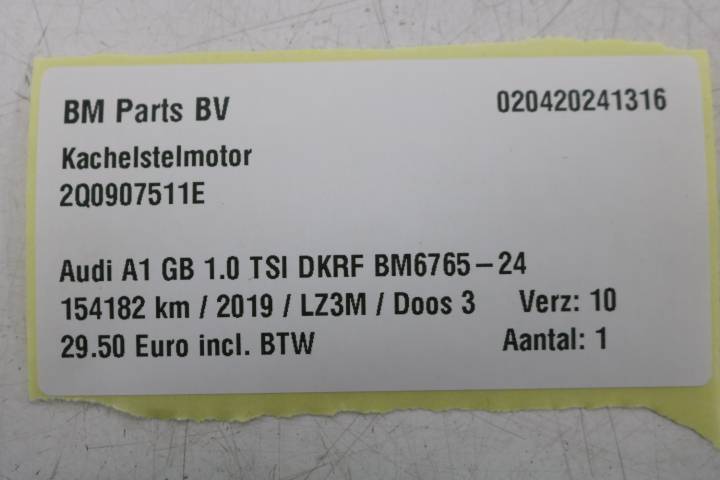 BM Parts BV 020420241316
Kachelstelmotor
2Q0907511E
Audi A1 GB 1.0 TSI DKRF BM6765-24
154182 km / 2019 / LZ3M / Doos 3 Verz: 10
29.50 Euro incl. BTW Aantal: 1